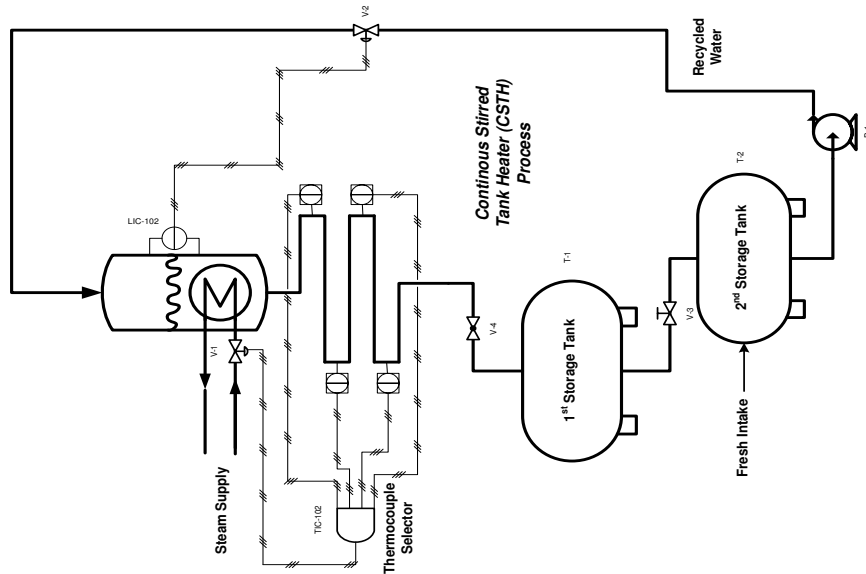 V-2
Recycled
Water
Continous Stirred
Tank Heater (CSTH)
Process
LIC-102
V-1
Steam Supply
TIC-102
Thermocouple
Selector
V-4
T-1
1st Storage Tank
V-3
T-2
2nd Storage Tank
Fresh Intake